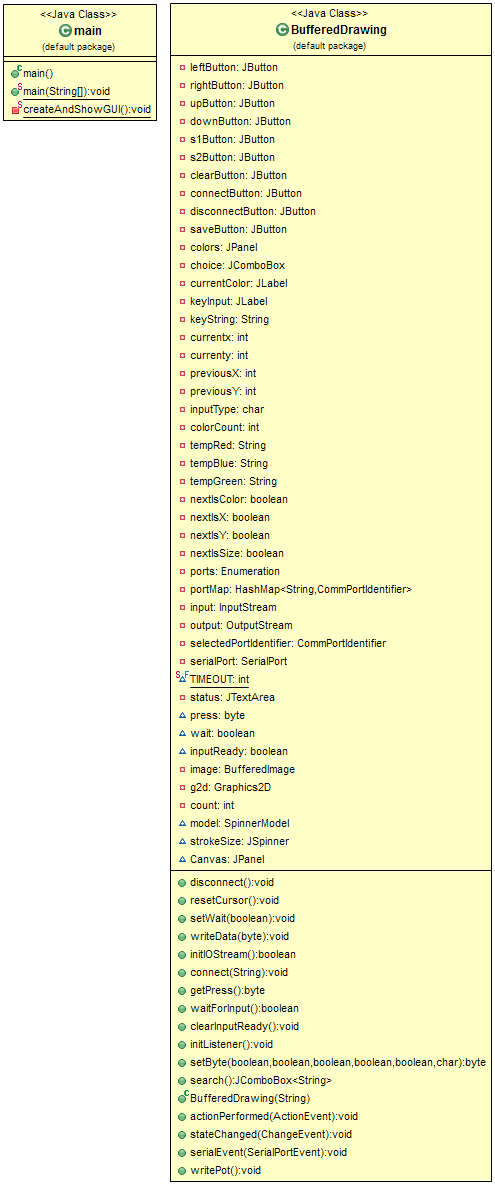 <<Java Class>>
main
(default package)
main()
main(String[]):void
createAndShowGUI():void
<<Java Class>>
BufferedDrawing
(default package)
leftButton: JButton
rightButton: JButton
upButton: JButton
downButton: JButton
s1Button: JButton
s2Button: JButton
clearButton: JButton
connectButton: JButton
disconnectButton: JButton
saveButton: JButton
colors: JPanel
choice: JComboBox
currentColor: JLabel
keyInput: JLabel
keyString: String
currentx: int
currenty: int
previousX: int
previousY: int
inputType: char
colorCount: int
tempRed: String
tempBlue: String
tempGreen: String
nextIsColor: boolean
nextIsX: boolean
nextIsY: boolean
nextIsSize: boolean
ports: Enumeration
portMap: HashMap<String,CommPortIdentifier>
input: InputStream
output: OutputStream
selectedPortIdentifier: CommPortIdentifier
serialPort: SerialPort
TIMEOUT: int
status: JTextArea
press: byte
wait: boolean
inputReady: boolean
image: BufferedImage
g2d: Graphics2D
count: int
model: SpinnerModel
strokeSize: JSpinner
Canvas: JPanel
disconnect():void
resetCursor():void
setWait(boolean):void
writeData(byte):void
initIOStream():boolean
connect(String):void
getPress():byte
waitForInput():boolean
clearInputReady():void
initListener():void
setByte(boolean,boolean,boolean,boolean,boolean,char):byte
search():JComboBox<String>
BufferedDrawing(String)
actionPerformed(ActionEvent):void
stateChanged(ChangeEvent):void
serialEvent(SerialPortEvent):void
writePot():void